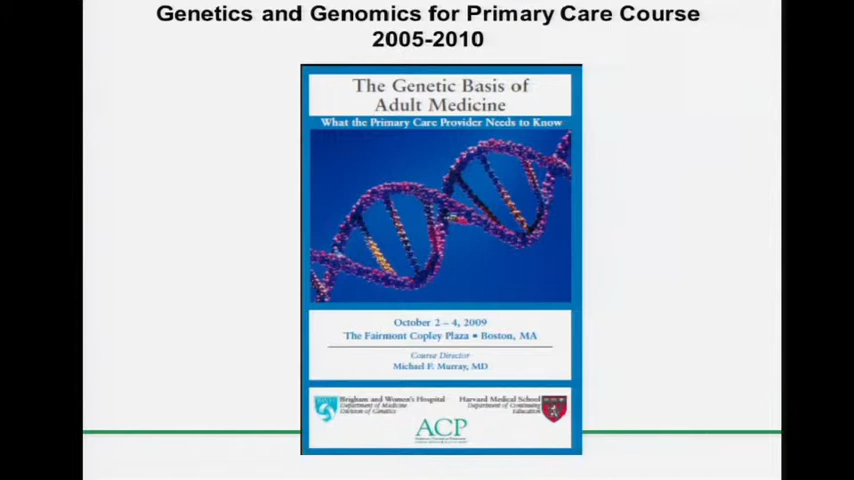 Genetics and Genomics for Primary Care Course
2005-2010
The Genetic Basis of
Adult Medicine
What the Primary Care Provider Needs to Know
October 2 – 4, 2009
The Fairmont Copley Plaza • Boston, MA
Course Director
Michael F. Murray, MD
Brigham and Women's Hospital
Department of Medicine
Division of Genetics
Harvard Medical School
Department of Continuing
Education
ACP